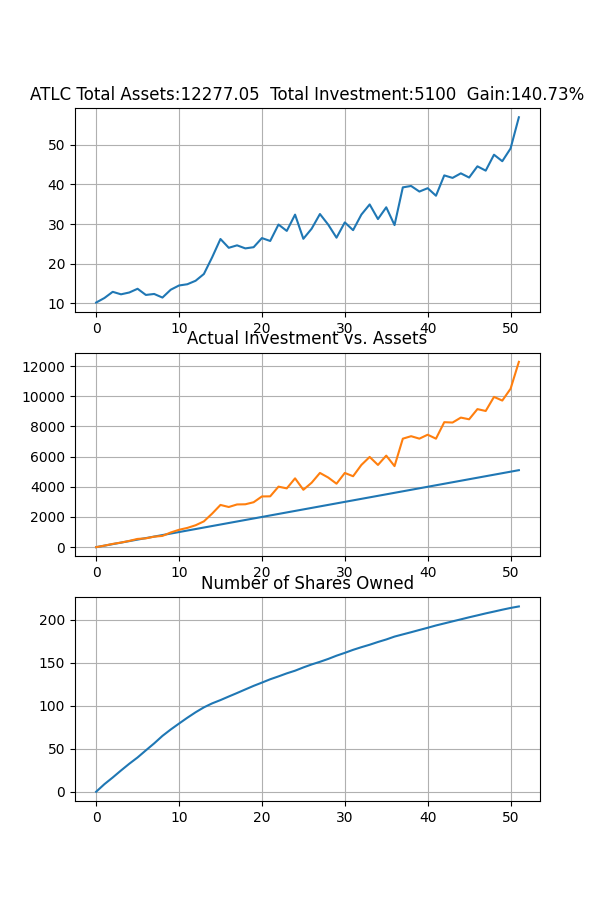 ATLC Total Assets:12277.05  Total Investment:5100  Gain:140.73%
50
40
30
20
10
0 10 20 30 40 50
Actual Investment vs. Assets
12000
10000
8000
6000
4000
2000
0
0 10 20 30 40 50
Number of Shares Owned
200
150
100
50
0
0 10 20 30 40 50